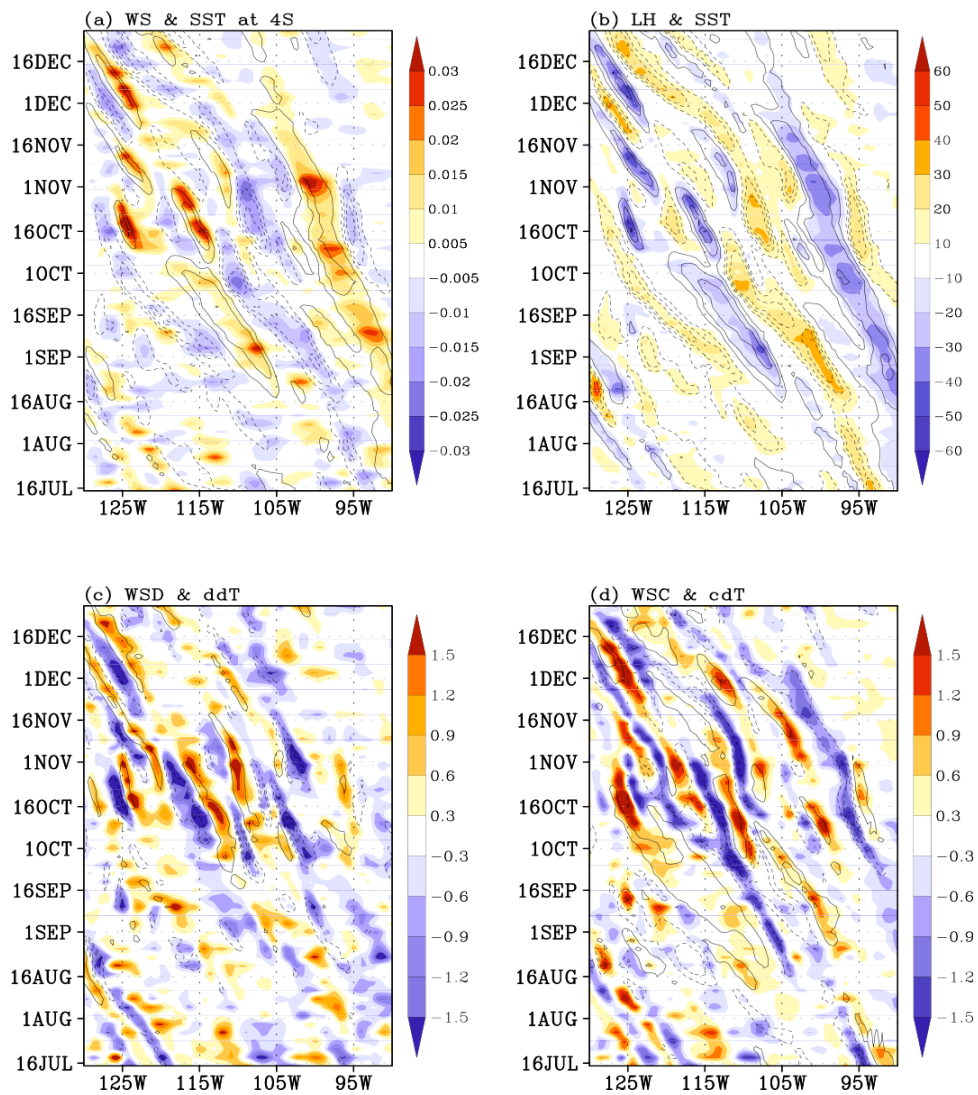 (a) WS & SST at 4S
16DEC
1DEC
16NOV
1NOV
16OCT
1OCT
16SEP
1SEP
16AUG
1AUG
16JUL
125W 115W 105W 95W
0.03
0.025
0.02
0.015
0.01
0.005
−0.005
−0.01
−0.015
−0.02
−0.025
−0.03
(b) LH & SST
16DEC
1DEC
16NOV
1NOV
16OCT
1OCT
16SEP
1SEP
16AUG
1AUG
16JUL
125W 115W 105W 95W
60
50
40
30
20
10
−10
−20
−30
−40
−50
−60
(c) WSD & ddT
16DEC
1DEC
16NOV
1NOV
16OCT
1OCT
16SEP
1SEP
16AUG
1AUG
16JUL
125W 115W 105W 95W
1.5
1.2
0.9
0.6
0.3
−0.3
−0.6
−0.9
−1.2
−1.5
(d) WSC & cdT
16DEC
1DEC
16NOV
1NOV
16OCT
1OCT
16SEP
1SEP
16AUG
1AUG
16JUL
125W 115W 105W 95W
1.5
1.2
0.9
0.6
0.3
−0.3
−0.6
−0.9
−1.2
−1.5